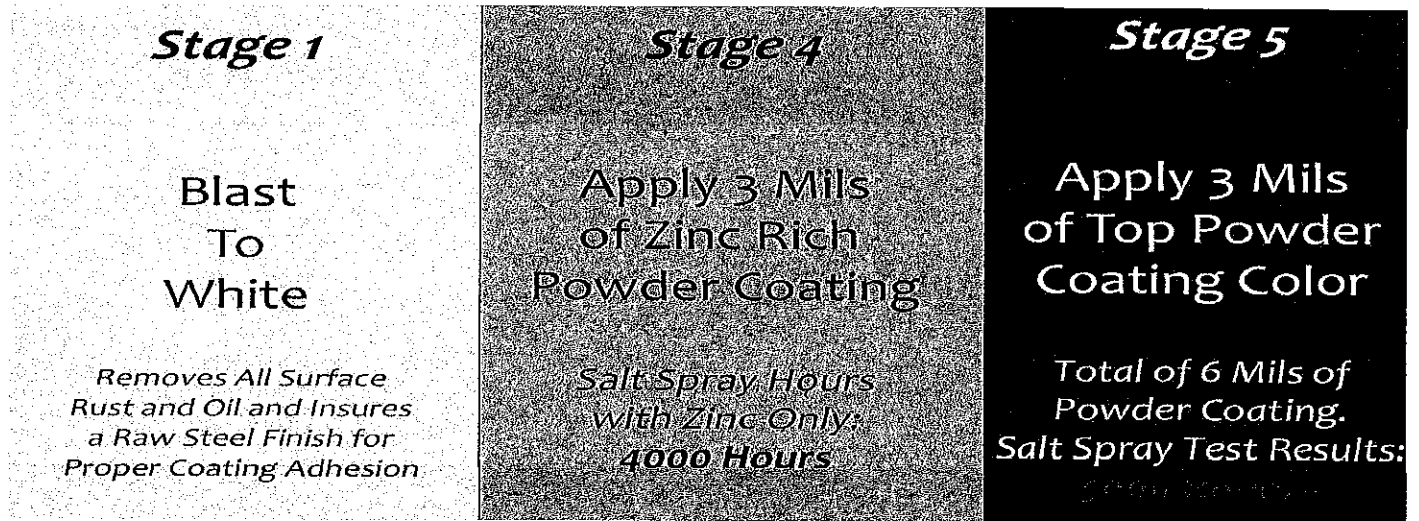 Stage 1
Blast
To
White
Removes All Surface
Rust and Oil and Insures
a Raw Steel Finish for
Proper Coating Adhesion
Stage 4
Apply 3 Mils
of Zinc Rich
Powder Coating
Salt Spray Hours
with Zinc Only:
4000 Hours
Stage 5
Apply 3 Mils
of Top Powder
Coating Color
Total of 6 Mils of
Powder Coating.
Salt Spray Test Results: